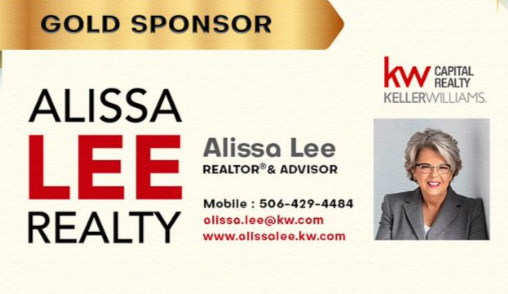 GOLD SPONSOR
kw CAPITAL
REALTY
KELLERWILLIAMS.
ALISSA
LEE
REALTY
Alissa Lee
REALTOR® & ADVISOR
Mobile : 506-429-4484
alissa.lee@kw.com
www.alissalee.kw.com